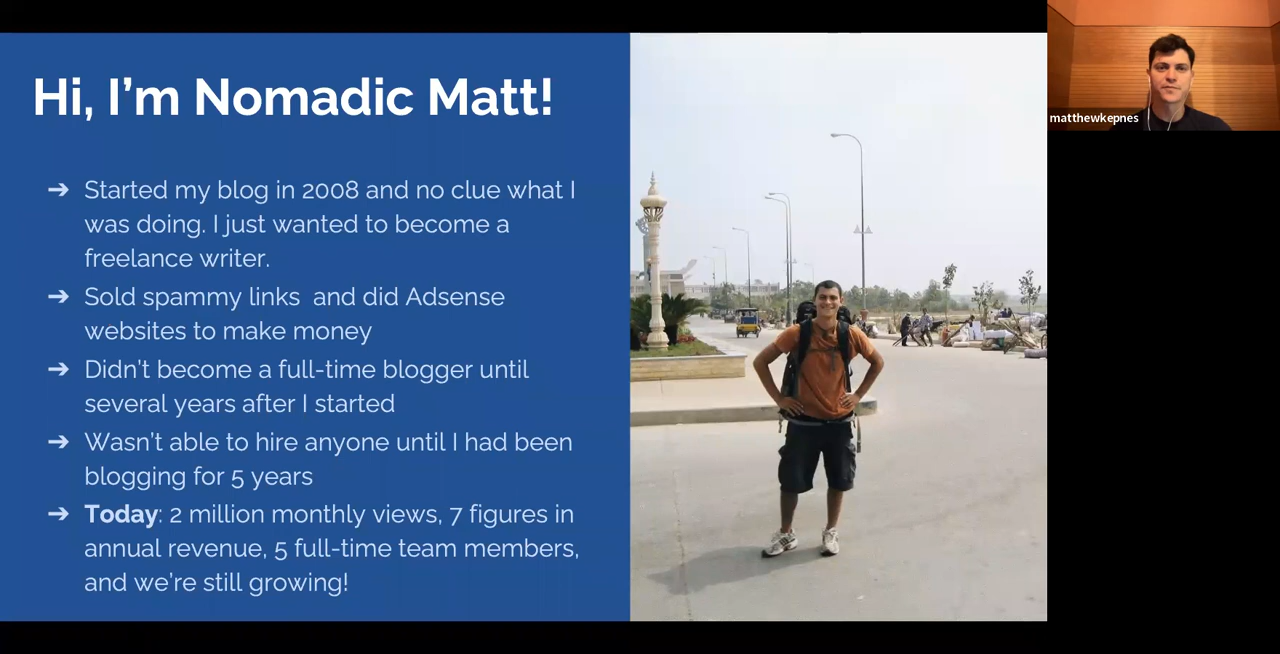 Hi, I’m Nomadic Matt!
➔ Started my blog in 2008 and no clue what I
was doing. I just wanted to become a
freelance writer.
➔ Sold spammy links  and did Adsense
websites to make money
➔ Didn’t become a full-time blogger until
several years after I started
➔ Wasn’t able to hire anyone until I had been
blogging for 5 years
➔ Today: 2 million monthly views, 7 figures in
annual revenue, 5 full-time team members,
and we’re still growing!
matthewkepnes